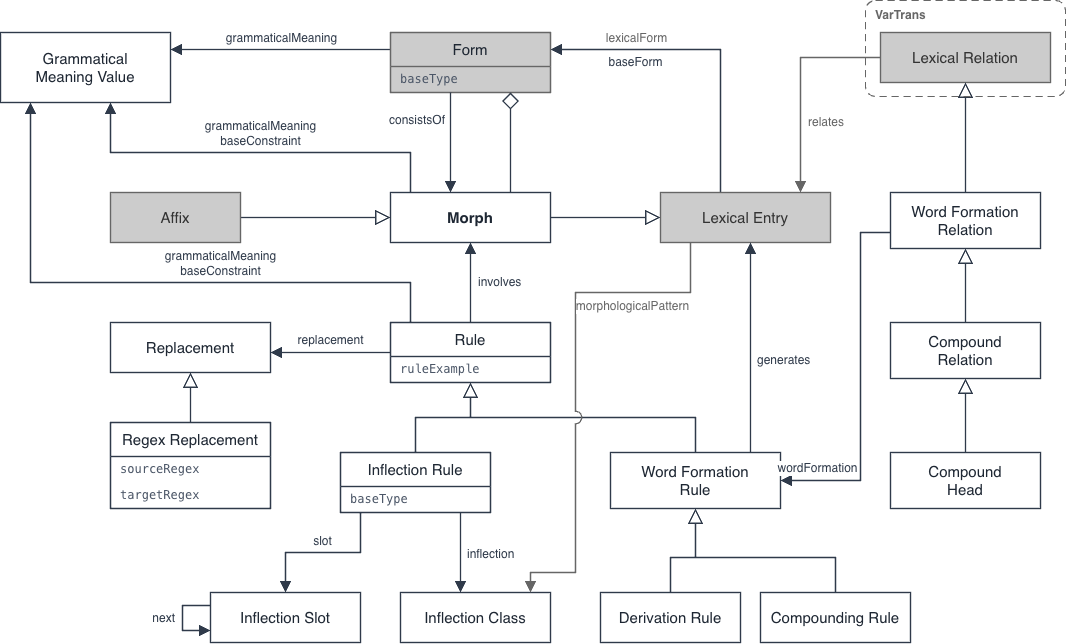 VarTrans
grammaticalMeaning
Form
lexicalForm
Grammatical
Meaning Value
baseForm
Lexical Relation
baseType
consistsOf
relates
grammaticalMeaning
baseConstraint
Affix
Morph
Lexical Entry
Word Formation
Relation
grammaticalMeaning
baseConstraint
involves
morphologicalPattern
Replacement
replacement
Rule
ruleExample
generates
Compound
Relation
Regex Replacement
sourceRegex
targetRegex
Inflection Rule
baseType
Word Formation
Rule
wordFormation
Compound
Head
slot
inflection
next
Inflection Slot
Inflection Class
Derivation Rule
Compounding Rule